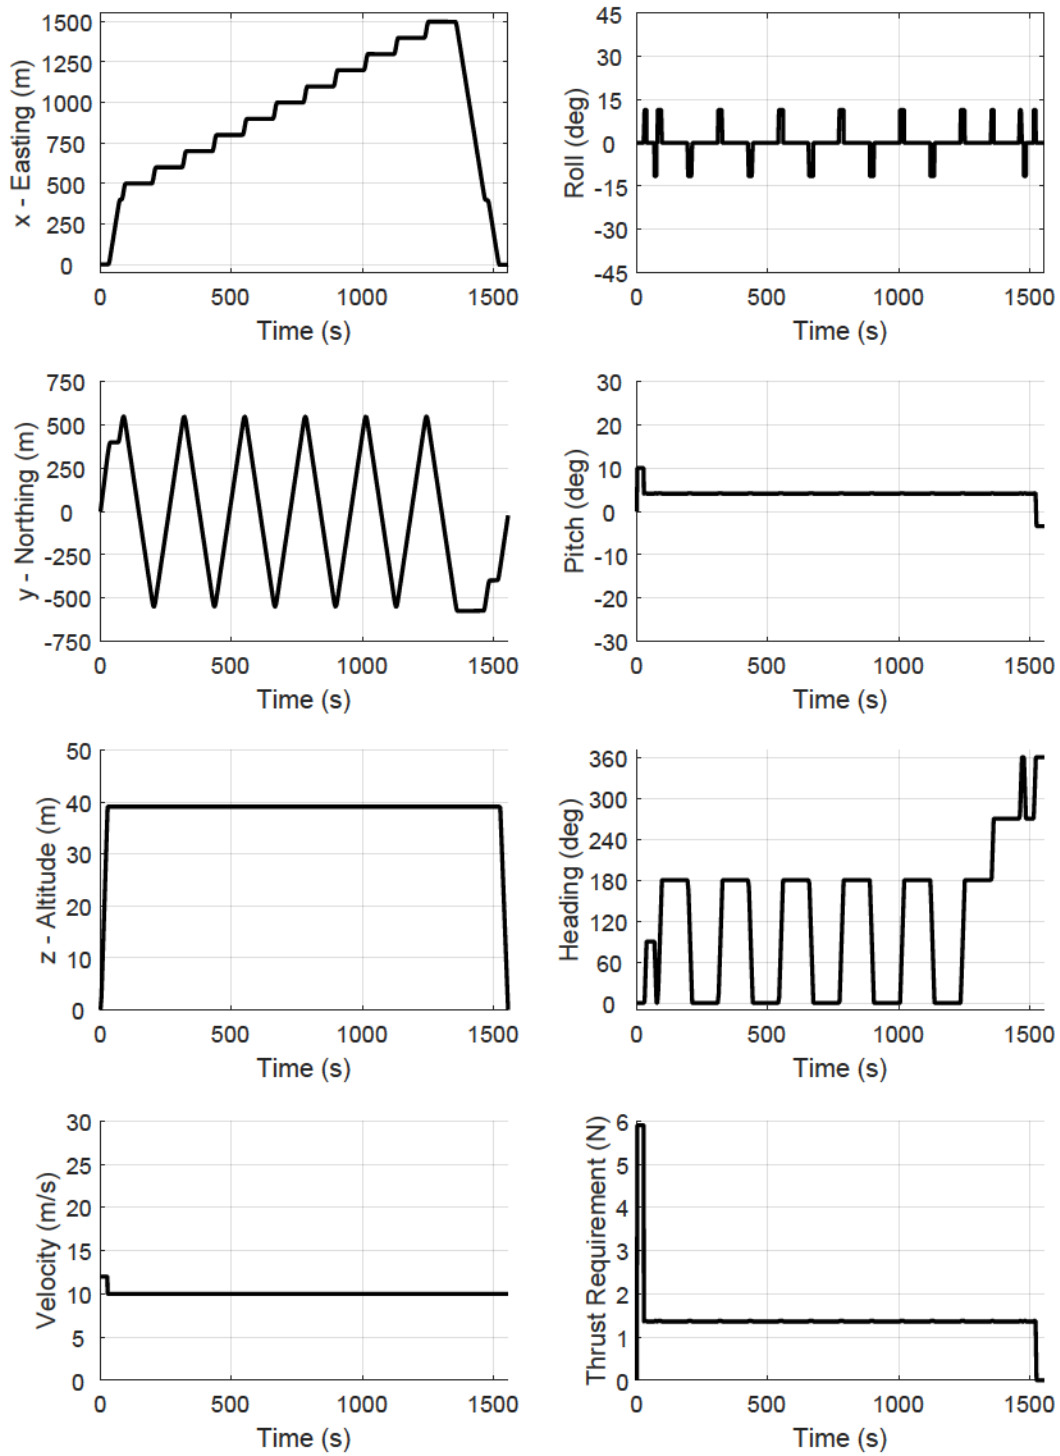 1500
1250
1000
750
500
250
0
x - Easting (m)
0 500 1000 1500
Time (s)
45
30
15
0
-15
-30
-45
Roll (deg)
0 500 1000 1500
Time (s)
750
500
250
0
-250
-500
-750
y - Northing (m)
0 500 1000 1500
Time (s)
30
20
10
0
-10
-20
-30
Pitch (deg)
0 500 1000 1500
Time (s)
50
40
30
20
10
0
z - Altitude (m)
0 500 1000 1500
Time (s)
360
300
240
180
120
60
0
Heading (deg)
0 500 1000 1500
Time (s)
30
25
20
15
10
5
0
Velocity (m/s)
0 500 1000 1500
Time (s)
6
5
4
3
2
1
0
Thrust Requirement (N)
0 500 1000 1500
Time (s)